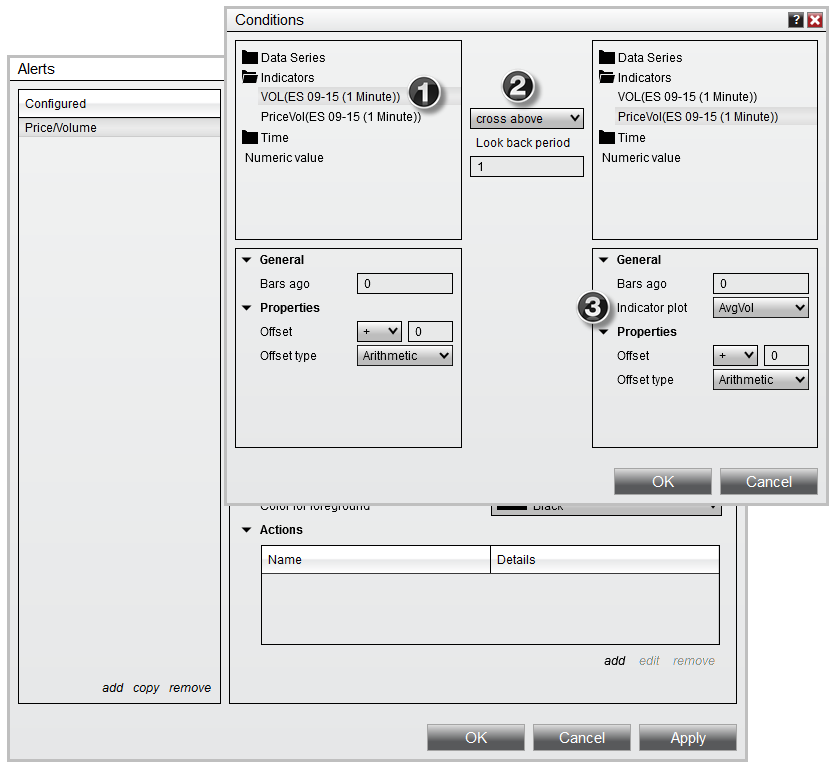 Conditions
?
Alerts
Configured
Price/Volume
Data Series
Indicators
VOL(ES 09-15 (1 Minute))
PriceVol(ES 09-15 (1 Minute))
Time
Numeric value
1
2
cross above
Look back period
1
Data Series
Indicators
VOL(ES 09-15 (1 Minute))
PriceVol(ES 09-15 (1 Minute))
Time
Numeric value
General
Bars ago 0
Properties
Offset + 0
Offset type Arithmetic
General
Bars ago 0
3
Indicator plot AvgVol
Properties
Offset + 0
Offset type Arithmetic
OK Cancel
Color for foreground Black
Actions
Name Details
add edit remove
add copy remove
OK Cancel Apply